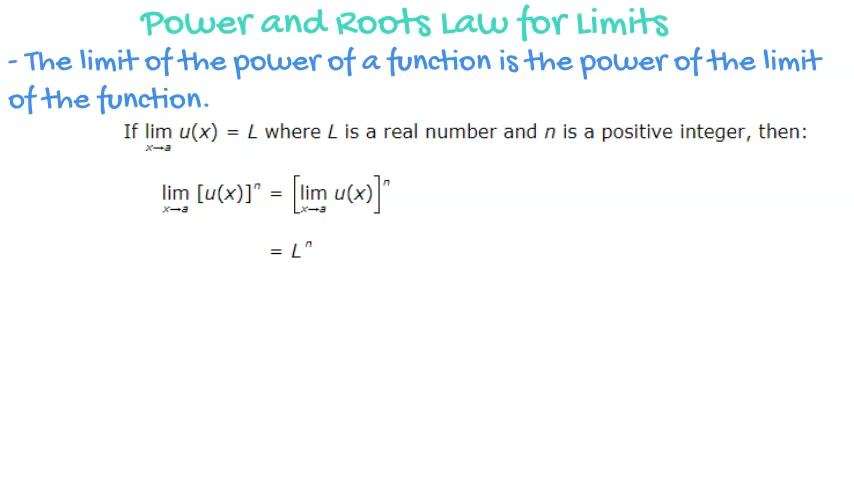 Power and Roots Law for Limits
- The limit of the power of a function is the power of the limit
of the function.
If lim u(x) = L where L is a real number and n is a positive integer, then:
x→a
lim [u(x)]ⁿ = [lim u(x)]ⁿ
x→a x→a
= Lⁿ